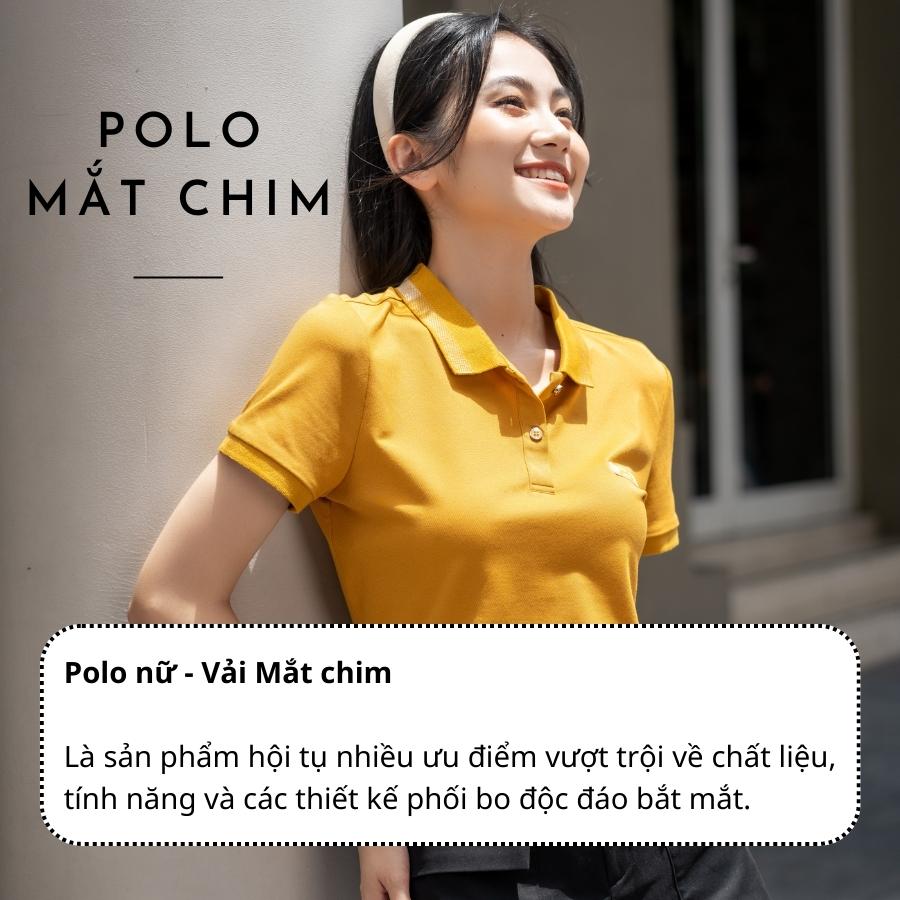 POLO
MẮT CHIM
Polo nữ - Vải Mắt chim
Là sản phẩm hội tụ nhiều ưu điểm vượt trội về chất liệu,
tính năng và các thiết kế phối bo độc đáo bắt mắt.